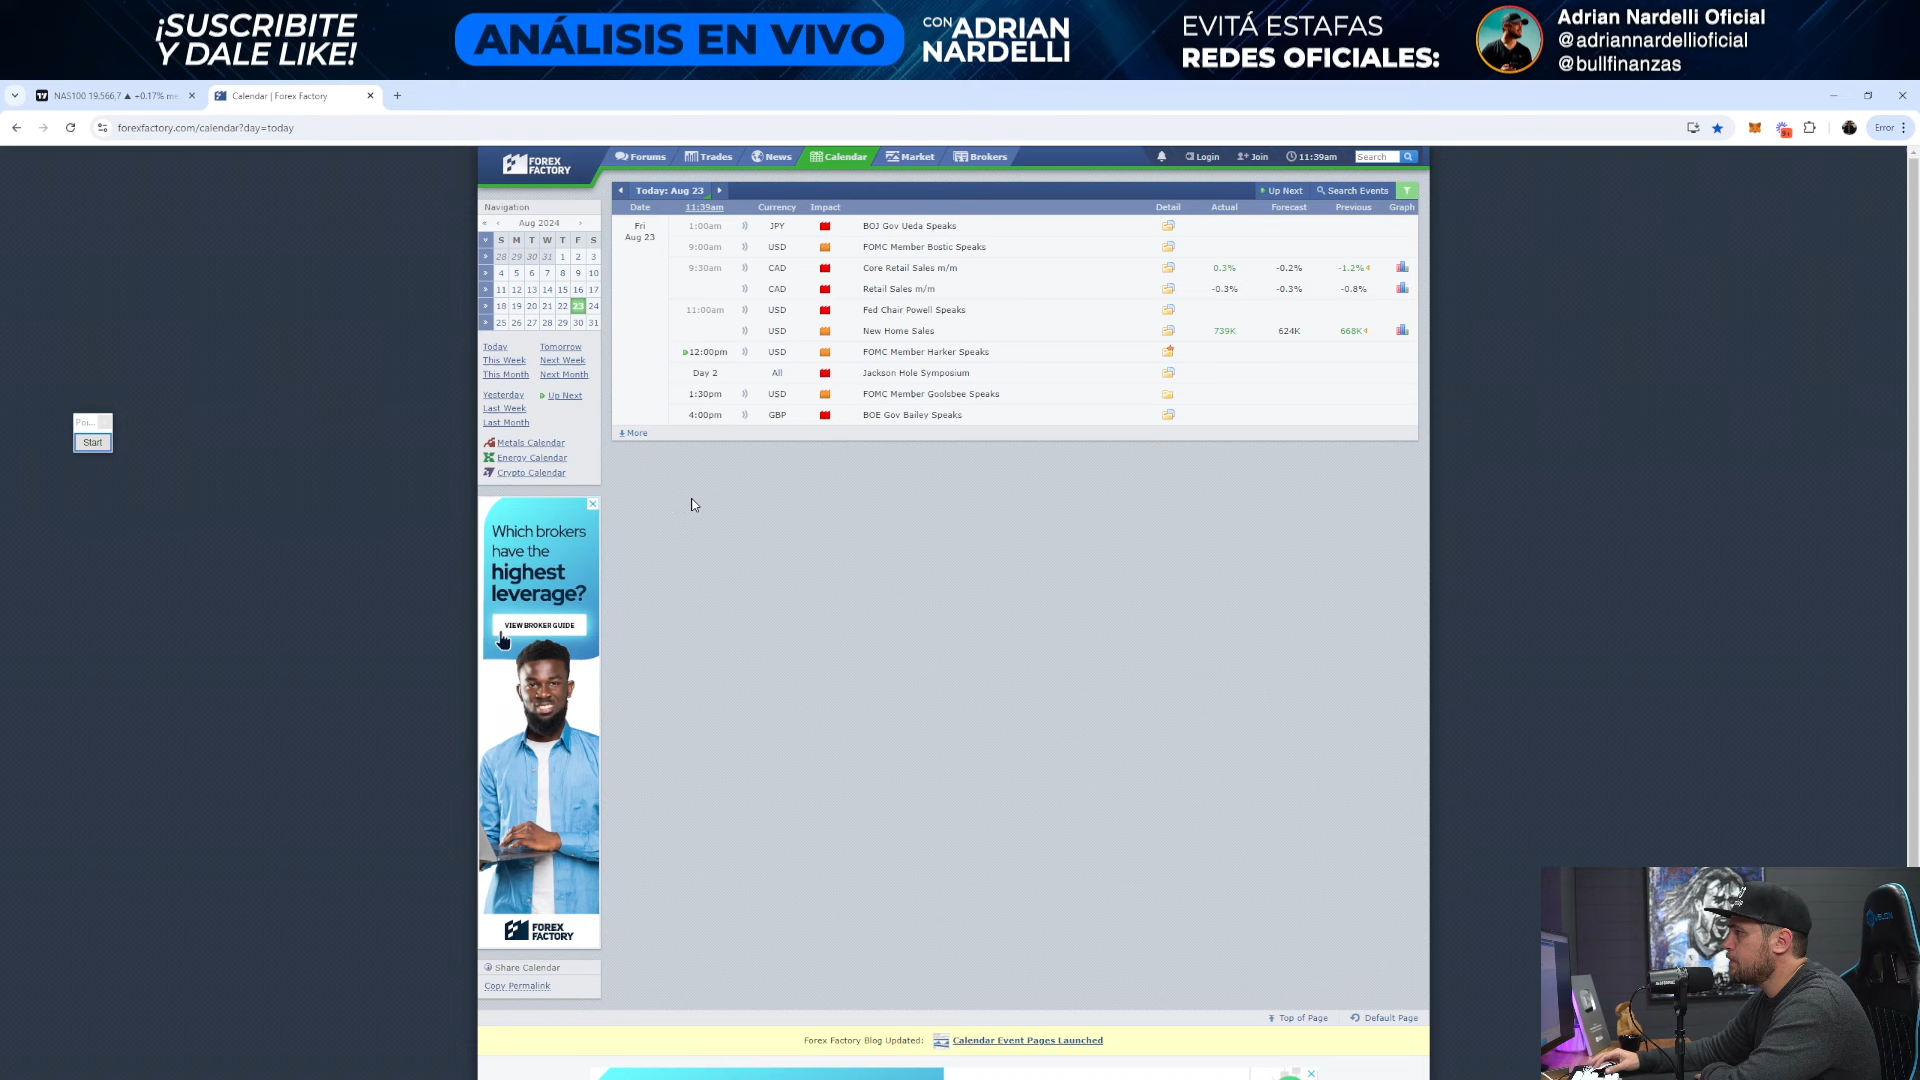 ¡SUSCRIBITE
Y DALE LIKE!
ANÁLISIS EN VIVO
CON ADRIAN
NARDELLI
EVITÁ ESTAFAS
REDES OFICIALES:
Adrian Nardelli Oficial
@adriannardellioficial
@bullfinanzas
NAS100 19,566,7 ▲ +0.17%
Calendar | Forex Factory
forexfactory.com/calendar?day=today
Error
FOREX
FACTORY
Forums Trades News Calendar Market Brokers
Login Join 11:39am Search
Navigation
Aug 2024
S M T W T F S
28 29 30 31 1 2 3
4 5 6 7 8 9 10
11 12 13 14 15 16 17
18 19 20 21 22 23 24
25 26 27 28 29 30 31
Today Tomorrow
This Week Next Week
This Month Next Month
Yesterday Up Next
Last Week
Last Month
Metals Calendar
Energy Calendar
Crypto Calendar
Poi...
Start
Today: Aug 23 Up Next Search Events
Date 11:39am Currency Impact Detail Actual Forecast Previous Graph
Fri
Aug 23
1:00am JPY BOJ Gov Ueda Speaks
9:00am USD FOMC Member Bostic Speaks
9:30am CAD Core Retail Sales m/m 0.3% -0.2% -1.2%
CAD Retail Sales m/m -0.3% -0.3% -0.8%
11:00am USD Fed Chair Powell Speaks
USD New Home Sales 739K 624K 668K
12:00pm USD FOMC Member Harker Speaks
Day 2 All Jackson Hole Symposium
1:30pm USD FOMC Member Goolsbee Speaks
4:00pm GBP BOE Gov Bailey Speaks
More
Which brokers
have the
highest
leverage?
VIEW BROKER GUIDE
FOREX
FACTORY
Share Calendar
Copy Permalink
Top of Page Default Page
Forex Factory Blog Updated: Calendar Event Pages Launched